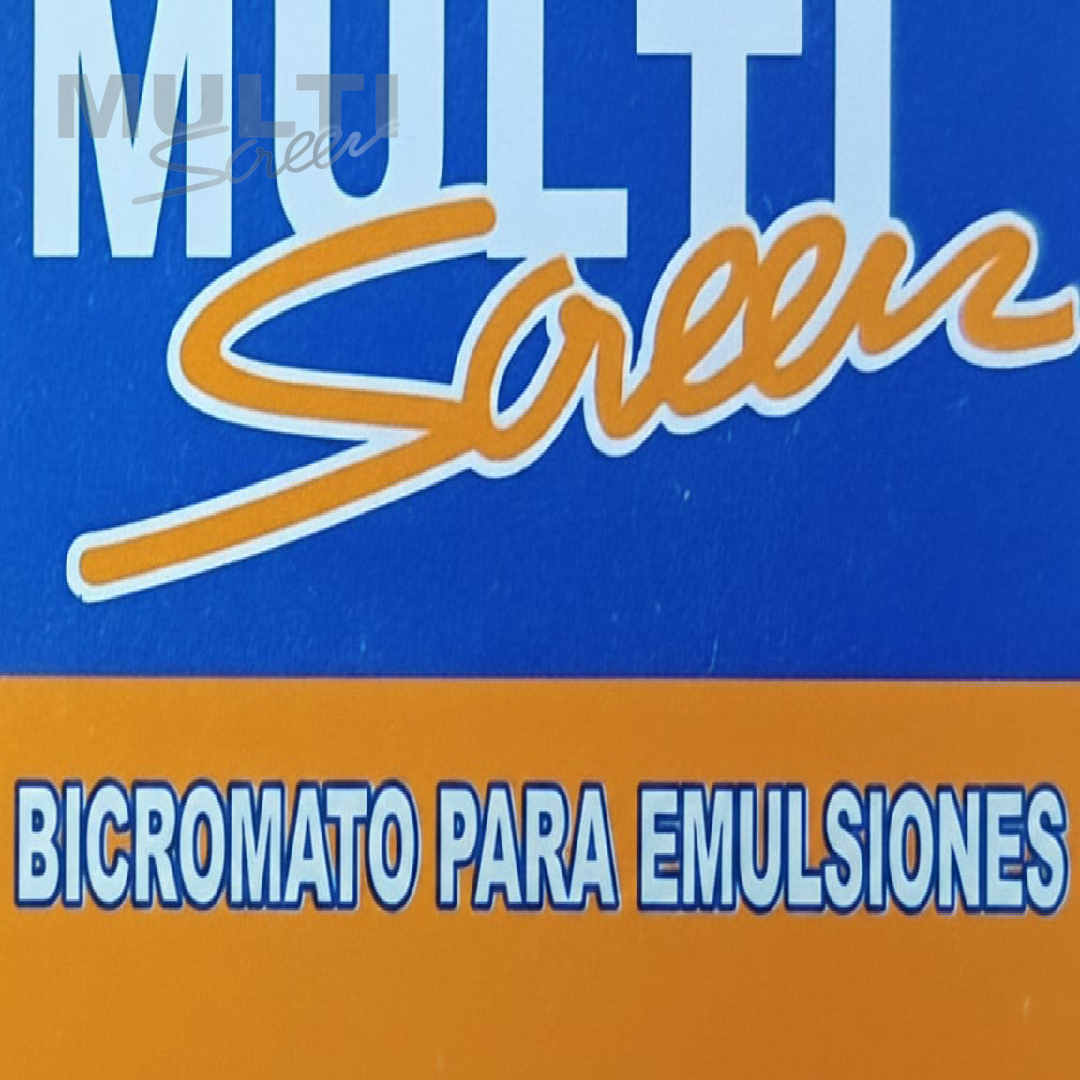 MULTI
Screen
MULTI
Screen
BICROMATO PARA EMULSIONES